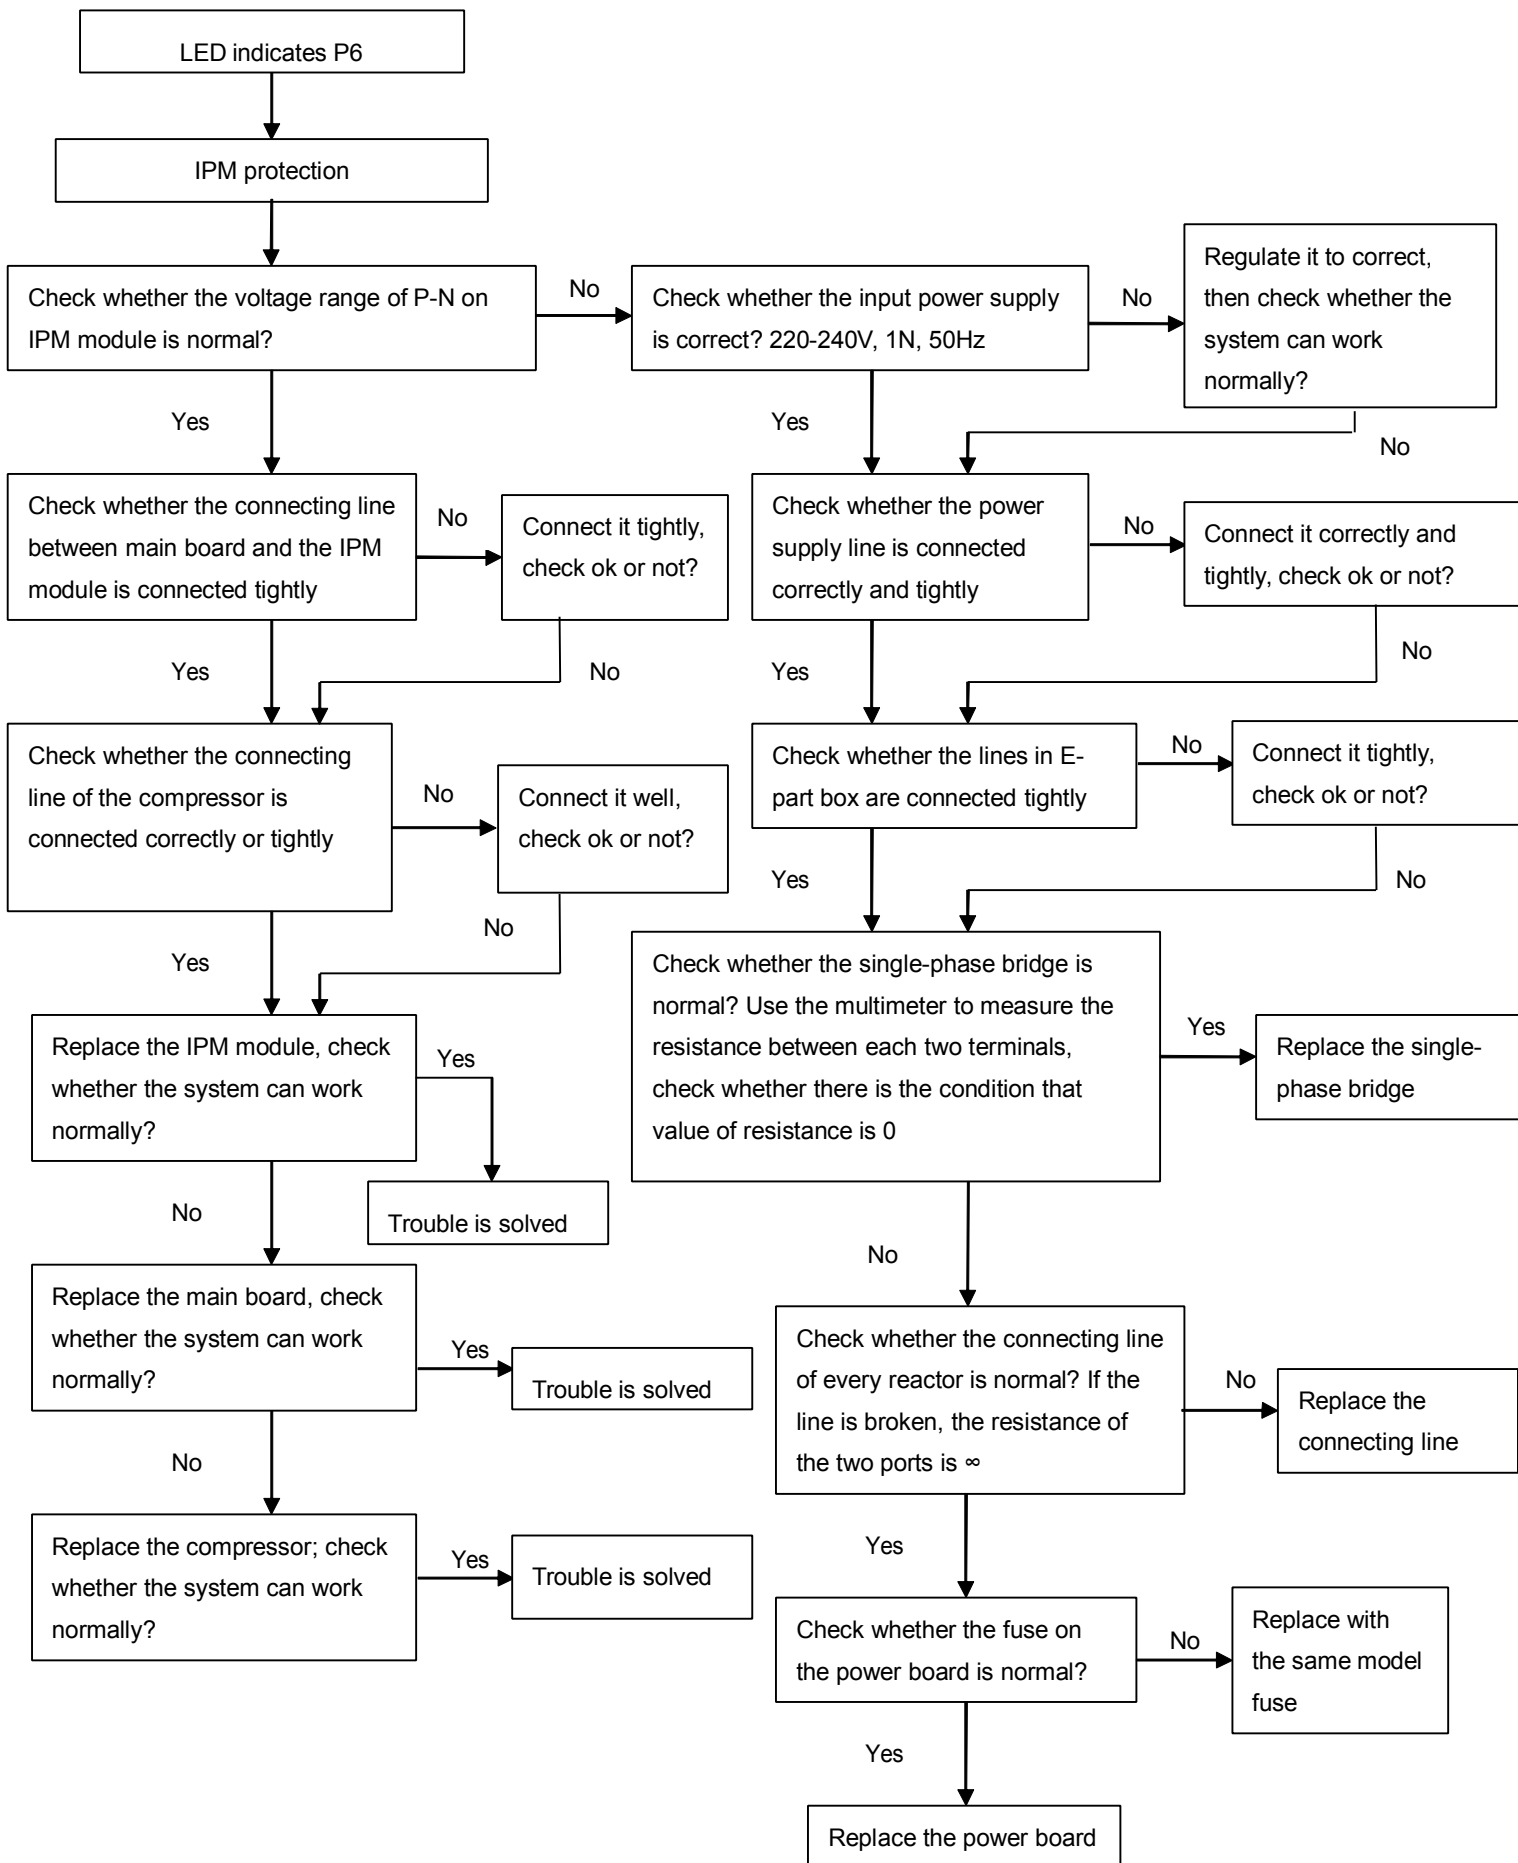 LED indicates P6
IPM protection
Check whether the voltage range of P-N on
IPM module is normal?
No
Check whether the input power supply
is correct? 220-240V, 1N, 50Hz
No
Regulate it to correct,
then check whether the
system can work
normally?
Yes
Yes
No
Check whether the connecting line
between main board and the IPM
module is connected tightly
No
Connect it tightly,
check ok or not?
Check whether the power
supply line is connected
correctly and tightly
No
Connect it correctly and
tightly, check ok or not?
Yes
No
Yes
No
Check whether the connecting
line of the compressor is
connected correctly or tightly
No
Connect it well,
check ok or not?
Check whether the lines in E-
part box are connected tightly
No
Connect it tightly,
check ok or not?
Yes
No
Yes
No
Check whether the single-phase bridge is
normal? Use the multimeter to measure the
resistance between each two terminals,
check whether there is the condition that
value of resistance is 0
Yes
Replace the single-
phase bridge
Replace the IPM module, check
whether the system can work
normally?
Yes
Trouble is solved
No
No
Replace the main board, check
whether the system can work
normally?
Yes
Trouble is solved
Check whether the connecting line
of every reactor is normal? If the
line is broken, the resistance of
the two ports is ∞
No
Replace the
connecting line
No
Yes
Replace the compressor; check
whether the system can work
normally?
Yes
Trouble is solved
Check whether the fuse on
the power board is normal?
No
Replace with
the same model
fuse
Yes
Replace the power board